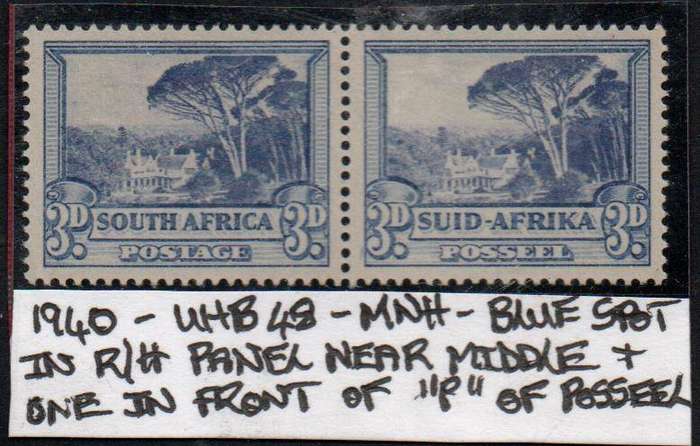 3D SOUTH AFRICA 3D
POSTAGE
3D SUID-AFRIKA 3D
POSSEEL
1940 - UHB 48 - MNH - BLUE SPOT
IN R/H PANEL NEAR MIDDLE +
ONE IN FRONT OF "P" OF POSSEEL